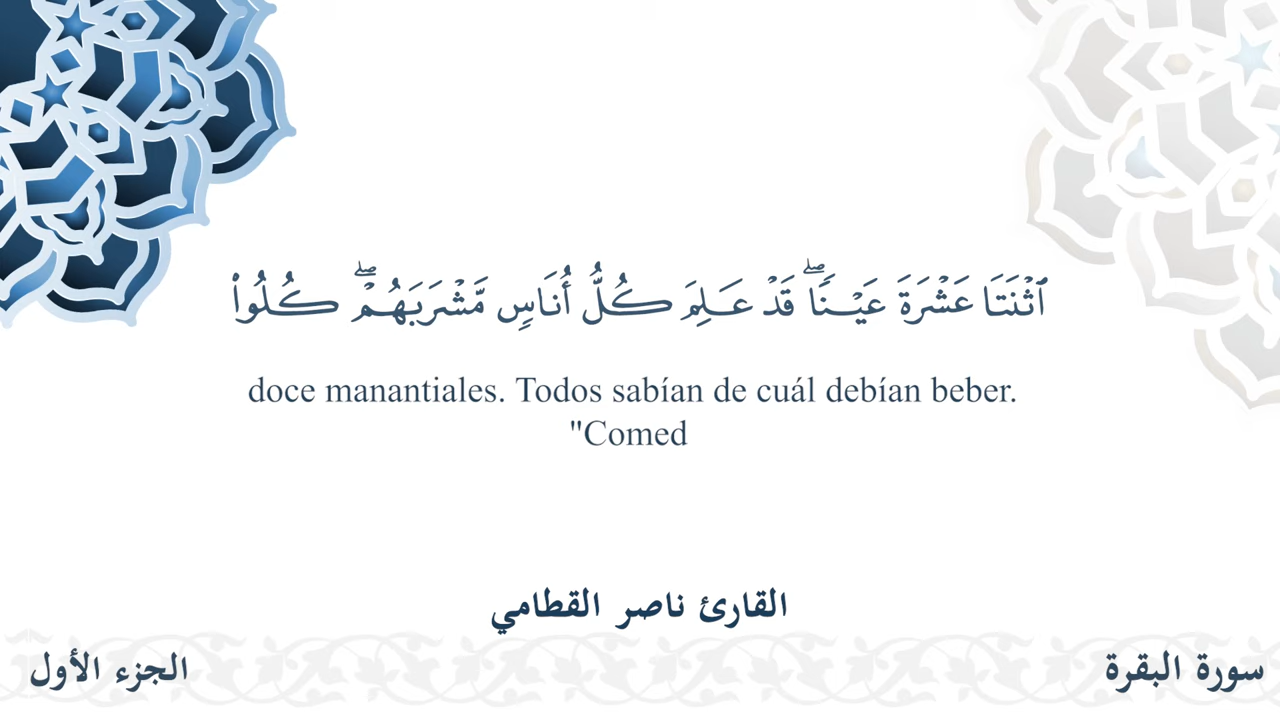 ٱثۡنَتَا عَشۡرَةَ عَيۡنٗاۖ قَدۡ عَلِمَ كُلُّ أُنَاسٖ مَّشۡرَبَهُمۡۖ كُلُواْ
doce manantiales. Todos sabían de cuál debían beber.
"Comed
القارئ ناصر القطامي
سورة البقرة
الجزء الأول